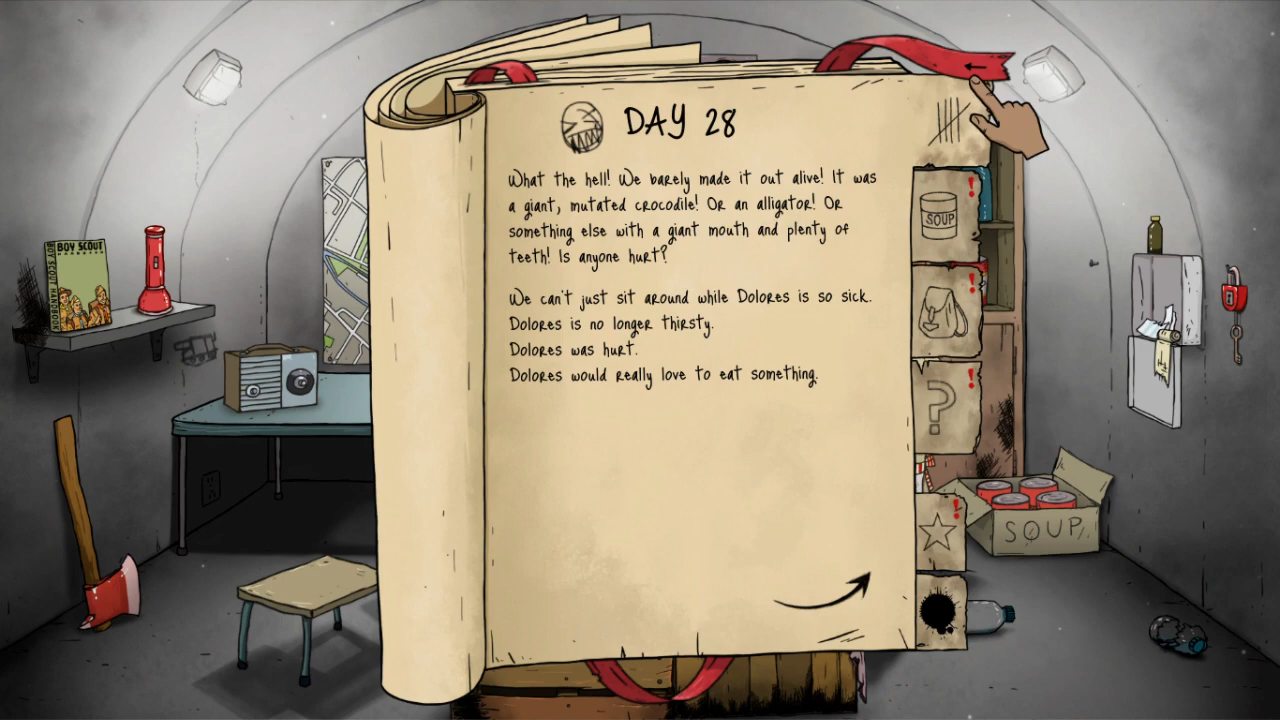 DAY 28
What the hell! We barely made it out alive! It was
a giant, mutated crocodile! Or an alligator! Or
something else with a giant mouth and plenty of
teeth! Is anyone hurt?
We can't just sit around while Dolores is so sick.
Dolores is no longer thirsty.
Dolores was hurt.
Dolores would really love to eat something.
SOUP
!
!
?
!
!
BOY SCOUT
BOY SCOUT HANDBOOK
SOUP